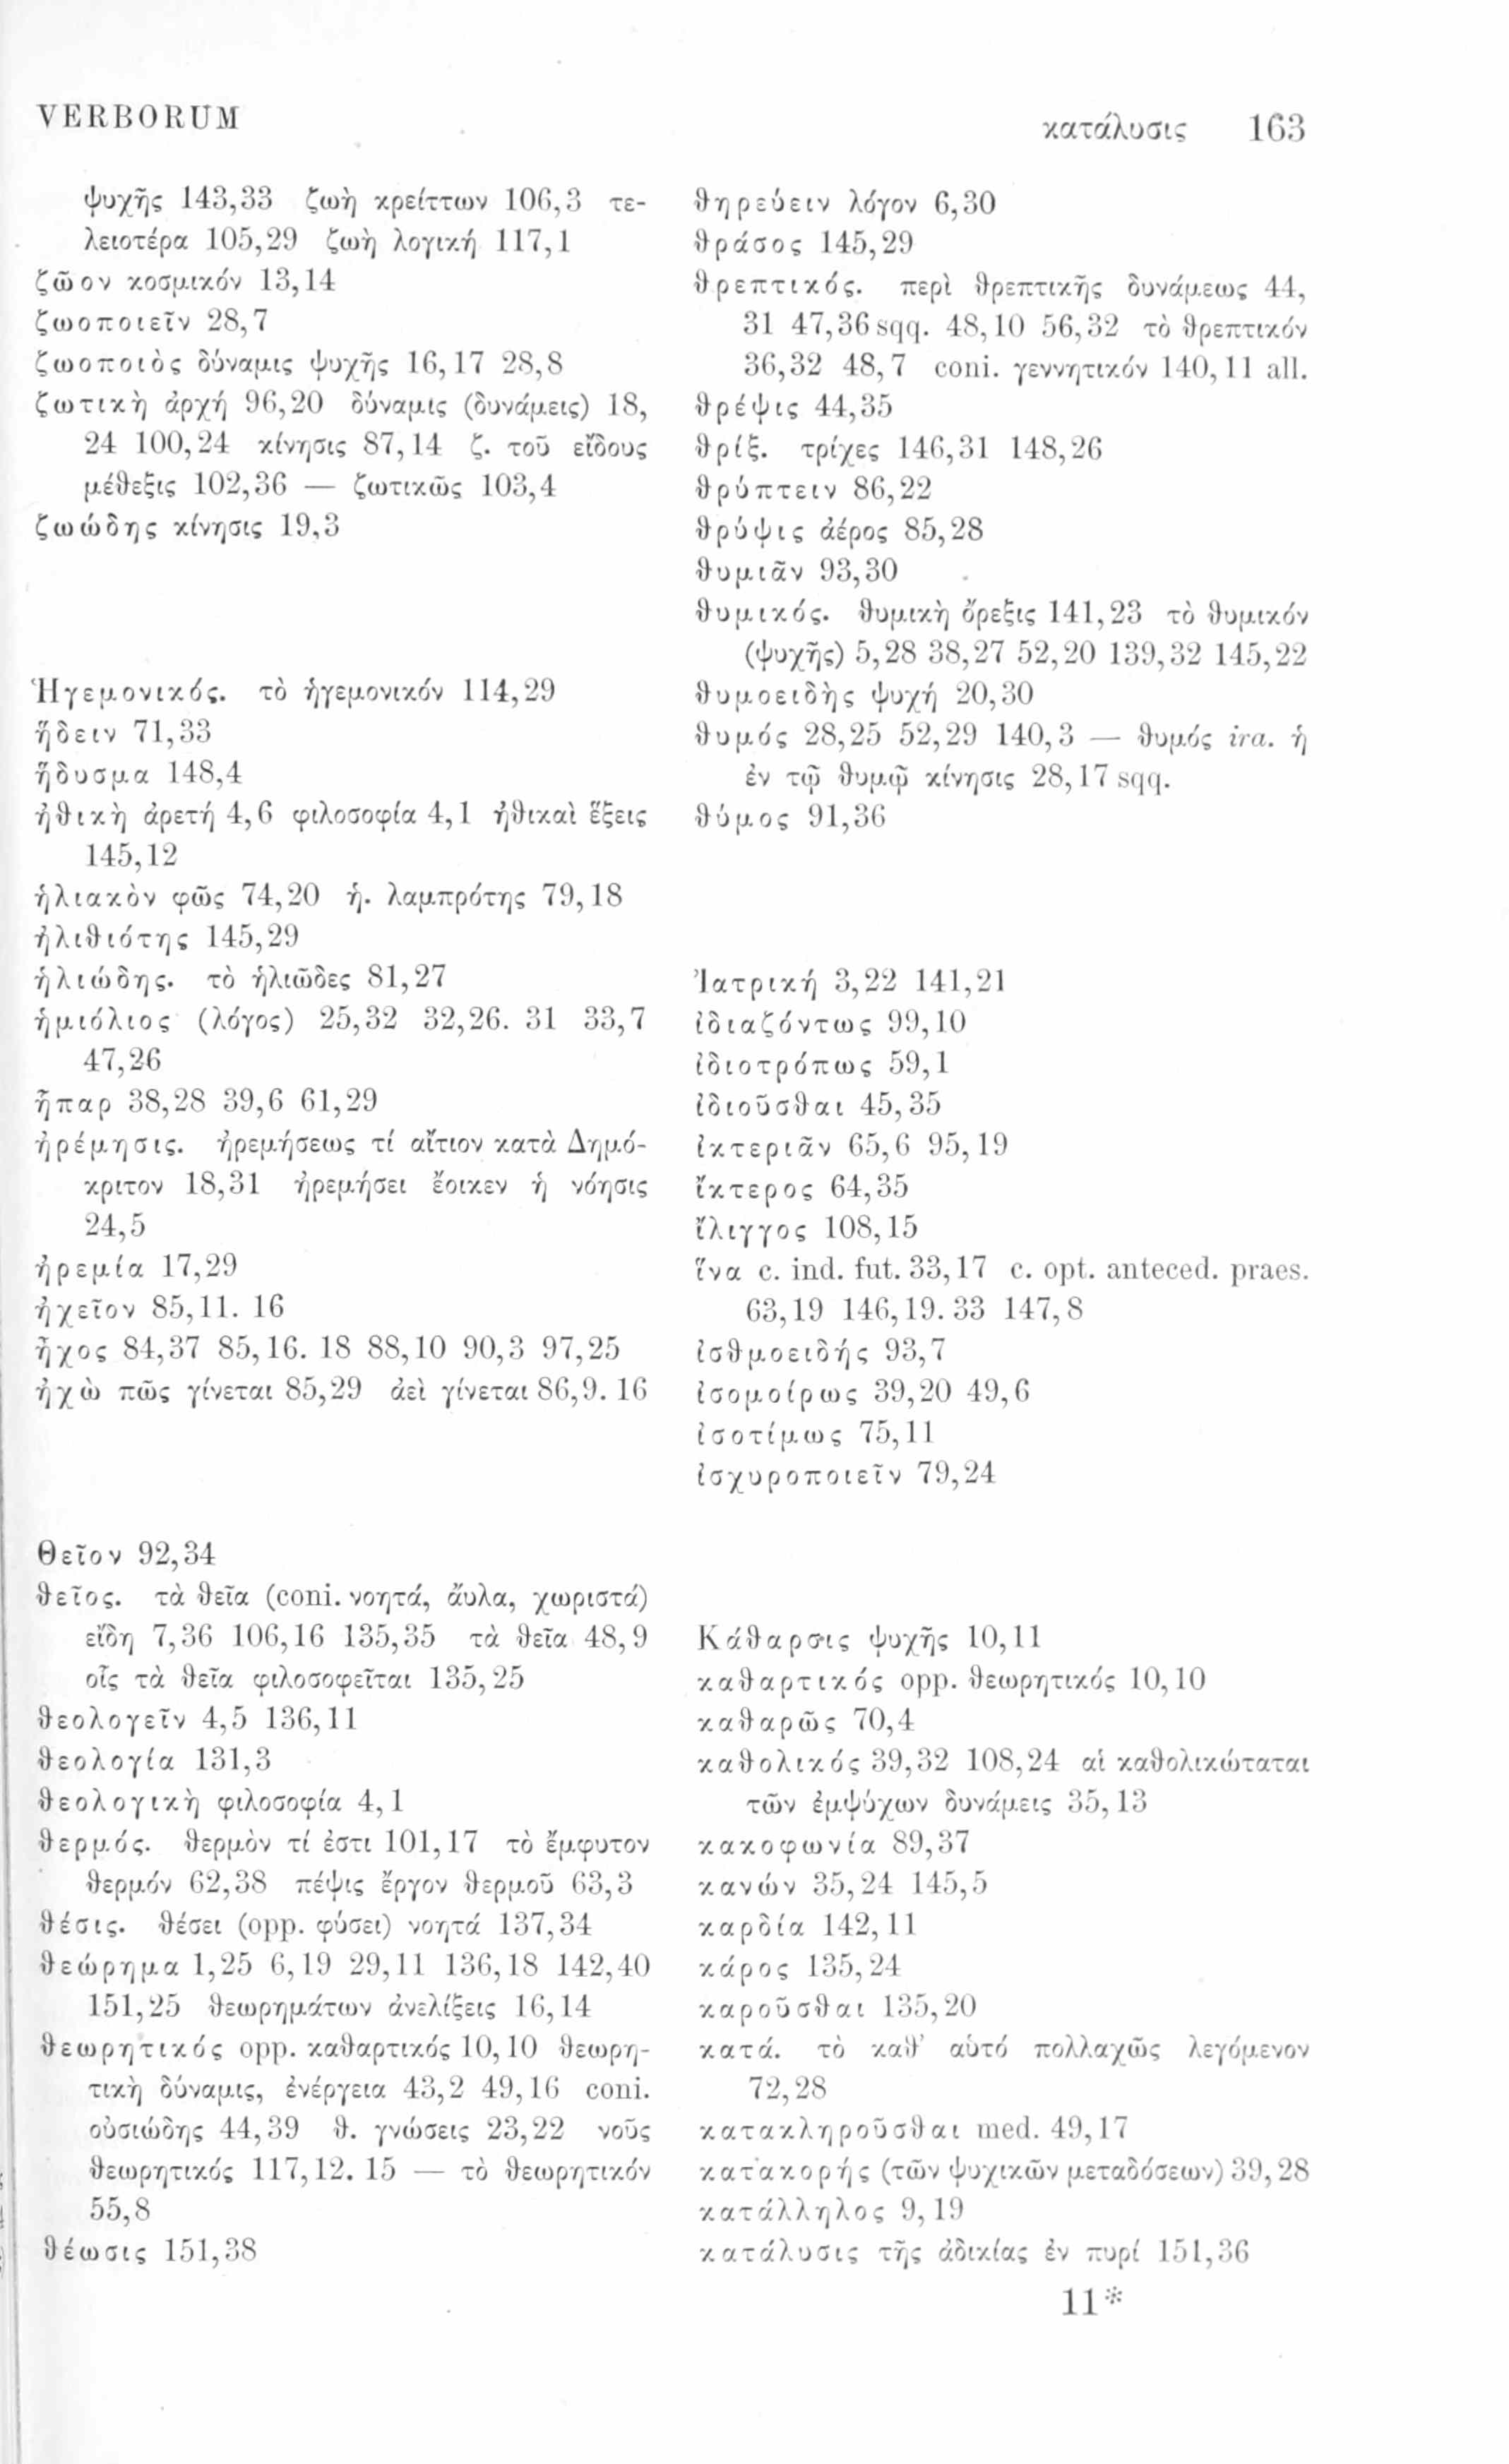 VERBORUM
κατάλυσις 163
ψυχῆς 143,33 ζωὴ κρείττων 106,3 τε-
λειοτέρα 105,29 ζωὴ λογική 117,1
ζῶον κοσμικόν 13,14
ζωοποιεῖν 28,7
ζωοποιὸς δύναμις ψυχῆς 16,17 28,8
ζωτικὴ ἀρχή 96,20 δύναμις (δυνάμεις) 18,
24 100,24 κίνησις 87,14 ζ. τοῦ εἴδους
μέθεξις 102,36 — ζωτικῶς 103,4
ζωώδης κίνησις 19,3
Ἡγεμονικός. τὸ ἡγεμονικόν 114,29
ᾔδειν 71,33
ἥδυσμα 148,4
ἠθικὴ ἀρετή 4,6 φιλοσοφία 4,1 ἠθικαὶ ἕξεις
145,12
ἡλιακὸν φῶς 74,20 ἡ. λαμπρότης 79,18
ἠλιθιότης 145,29
ἡλιώδης. τὸ ἡλιῶδες 81,27
ἡμιόλιος (λόγος) 25,32 32,26. 31 33,7
47,26
ἧπαρ 38,28 39,6 61,29
ἠρέμησις. ἠρεμήσεως τί αἴτιον κατὰ Δημό-
κριτον 18,31 ἠρεμήσει ἔοικεν ἡ νόησις
24,5
ἠρεμία 17,29
ἠχεῖον 85,11. 16
ἦχος 84,37 85,16. 18 88,10 90,3 97,25
ἠχὼ πῶς γίνεται 85,29 ἀεὶ γίνεται 86,9. 16
Θεῖον 92,34
θεῖος. τὰ θεῖα (coni. νοητά, ἄυλα, χωριστά)
εἴδη 7,36 106,16 135,35 τὰ θεῖα 48,9
οἷς τὰ θεῖα φιλοσοφεῖται 135,25
θεολογεῖν 4,5 136,11
θεολογία 131,3
θεολογικὴ φιλοσοφία 4,1
θερμός. θερμὸν τί ἐστι 101,17 τὸ ἔμφυτον
θερμόν 62,38 πέψις ἔργον θερμοῦ 63,3
θέσις. θέσει (opp. φύσει) νοητά 137,34
θεώρημα 1,25 6,19 29,11 136,18 142,40
151,25 θεωρημάτων ἀνελίξεις 16,14
θεωρητικός opp. καθαρτικός 10,10 θεωρη-
τικὴ δύναμις, ἐνέργεια 43,2 49,16 coni.
οὐσιώδης 44,39 θ. γνώσεις 23,22 νοῦς
θεωρητικός 117,12. 15 — τὸ θεωρητικόν
55,8
θέωσις 151,38
θηρεύειν λόγον 6,30
θράσος 145,29
θρεπτικός. περὶ θρεπτικῆς δυνάμεως 44,
31 47,36 sqq. 48,10 56,32 τὸ θρεπτικόν
36,32 48,7 coni. γεννητικόν 140,11 all.
θρέψις 44,35
θρίξ. τρίχες 146,31 148,26
θρύπτειν 86,22
θρύψις ἀέρος 85,28
θυμιᾶν 93,30
θυμικός. θυμικὴ ὄρεξις 141,23 τὸ θυμικόν
(ψυχῆς) 5,28 38,27 52,20 139,32 145,22
θυμοειδὴς ψυχή 20,30
θυμός 28,25 52,29 140,3 — θυμός ira. ἡ
ἐν τῷ θυμῷ κίνησις 28,17 sqq.
θύμος 91,36
Ἰατρική 3,22 141,21
ἰδιαζόντως 99,10
ἰδιοτρόπως 59,1
ἰδιοῦσθαι 45,35
ἰκτεριᾶν 65,6 95,19
ἴκτερος 64,35
ἴλιγγος 108,15
ἵνα c. ind. fut. 33,17 c. opt. anteced. praes.
63,19 146,19. 33 147,8
ἰσθμοειδής 93,7
ἰσομοίρως 39,20 49,6
ἰσοτίμως 75,11
ἰσχυροποιεῖν 79,24
Κάθαρσις ψυχῆς 10,11
καθαρτικός opp. θεωρητικός 10,10
καθαρῶς 70,4
καθολικός 39,32 108,24 αἱ καθολικώταται
τῶν ἐμψύχων δυνάμεις 35,13
κακοφωνία 89,37
κανών 35,24 145,5
καρδία 142,11
κάρος 135,24
καροῦσθαι 135,20
κατά. τὸ καθ’ αὑτό πολλαχῶς λεγόμενον
72,28
κατακληροῦσθαι med. 49,17
κατακορής (τῶν ψυχικῶν μεταδόσεων) 39,28
κατάλληλος 9,19
κατάλυσις τῆς ἀδικίας ἐν πυρί 151,36
11*